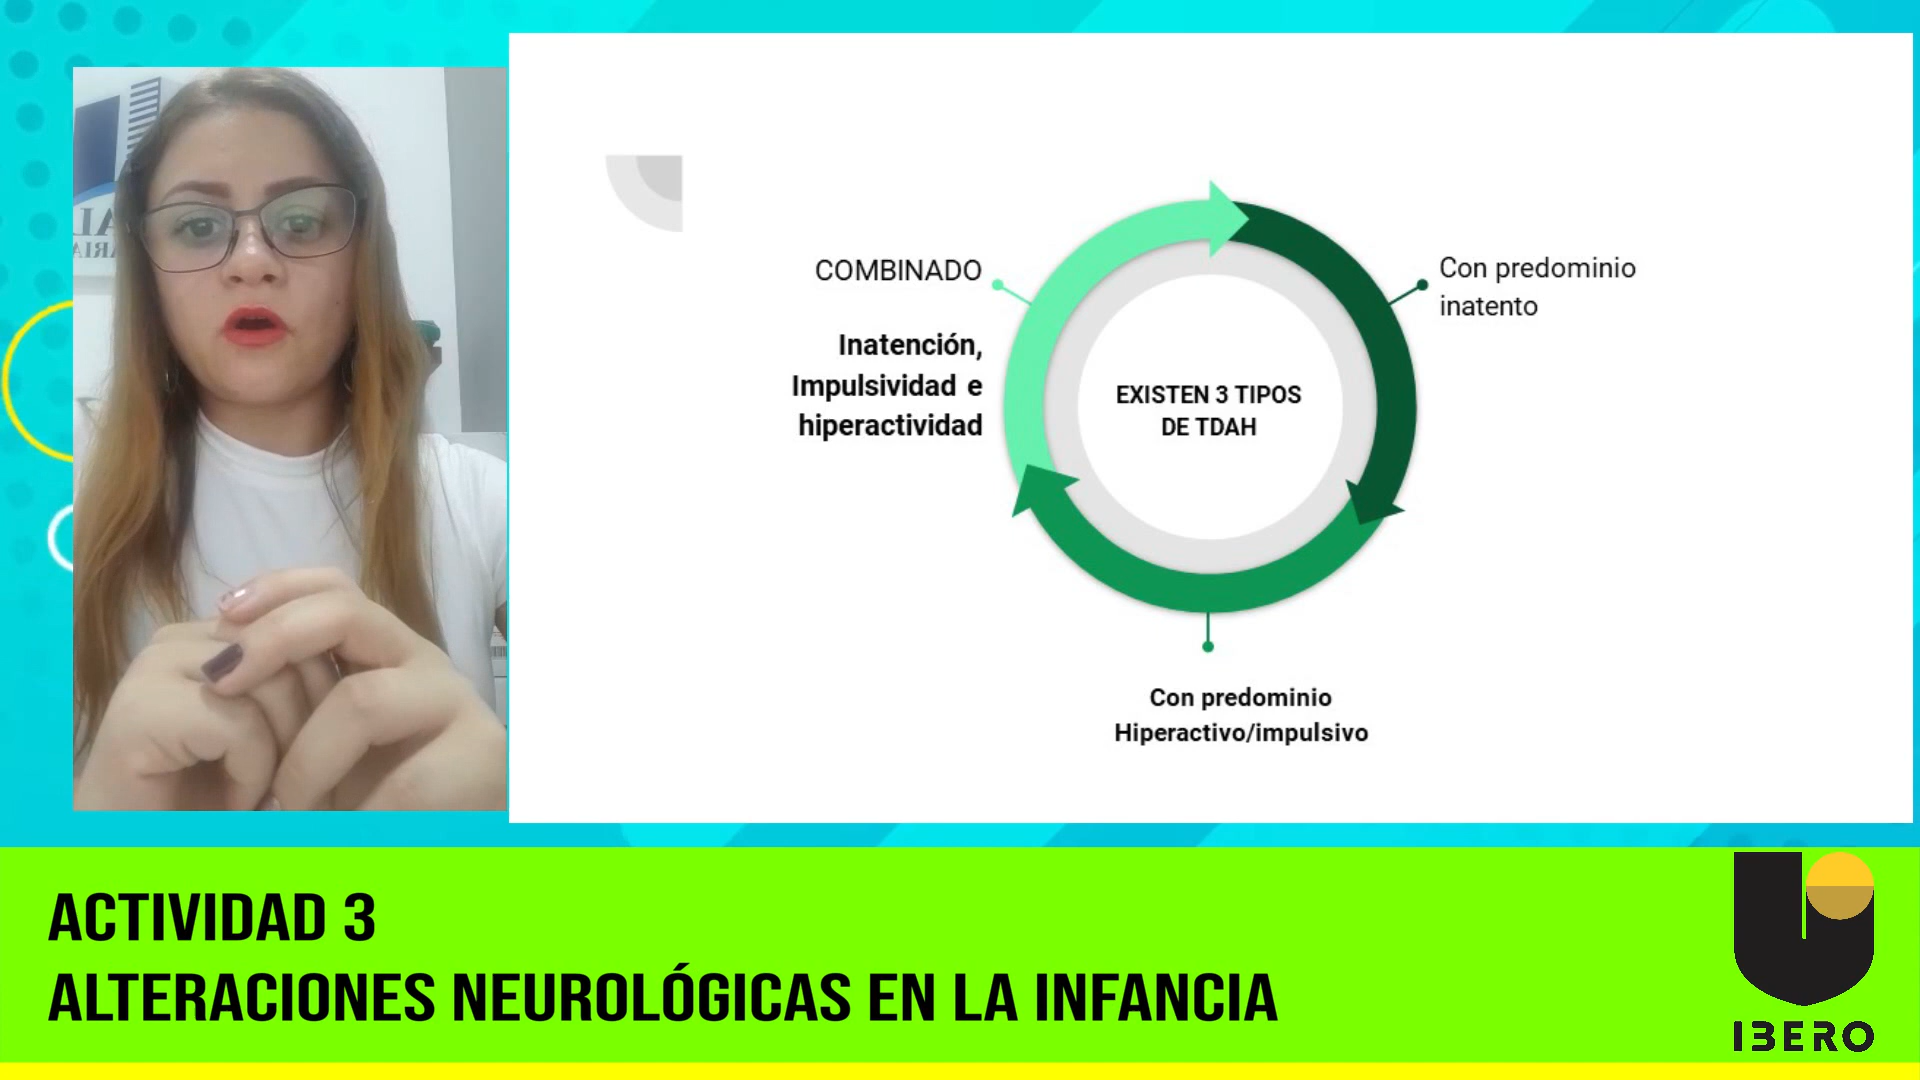 COMBINADO
Inatención,
Impulsividad e
hiperactividad
EXISTEN 3 TIPOS
DE TDAH
Con predominio
inatento
Con predominio
Hiperactivo/impulsivo
ACTIVIDAD 3
ALTERACIONES NEUROLÓGICAS EN LA INFANCIA
IBERO